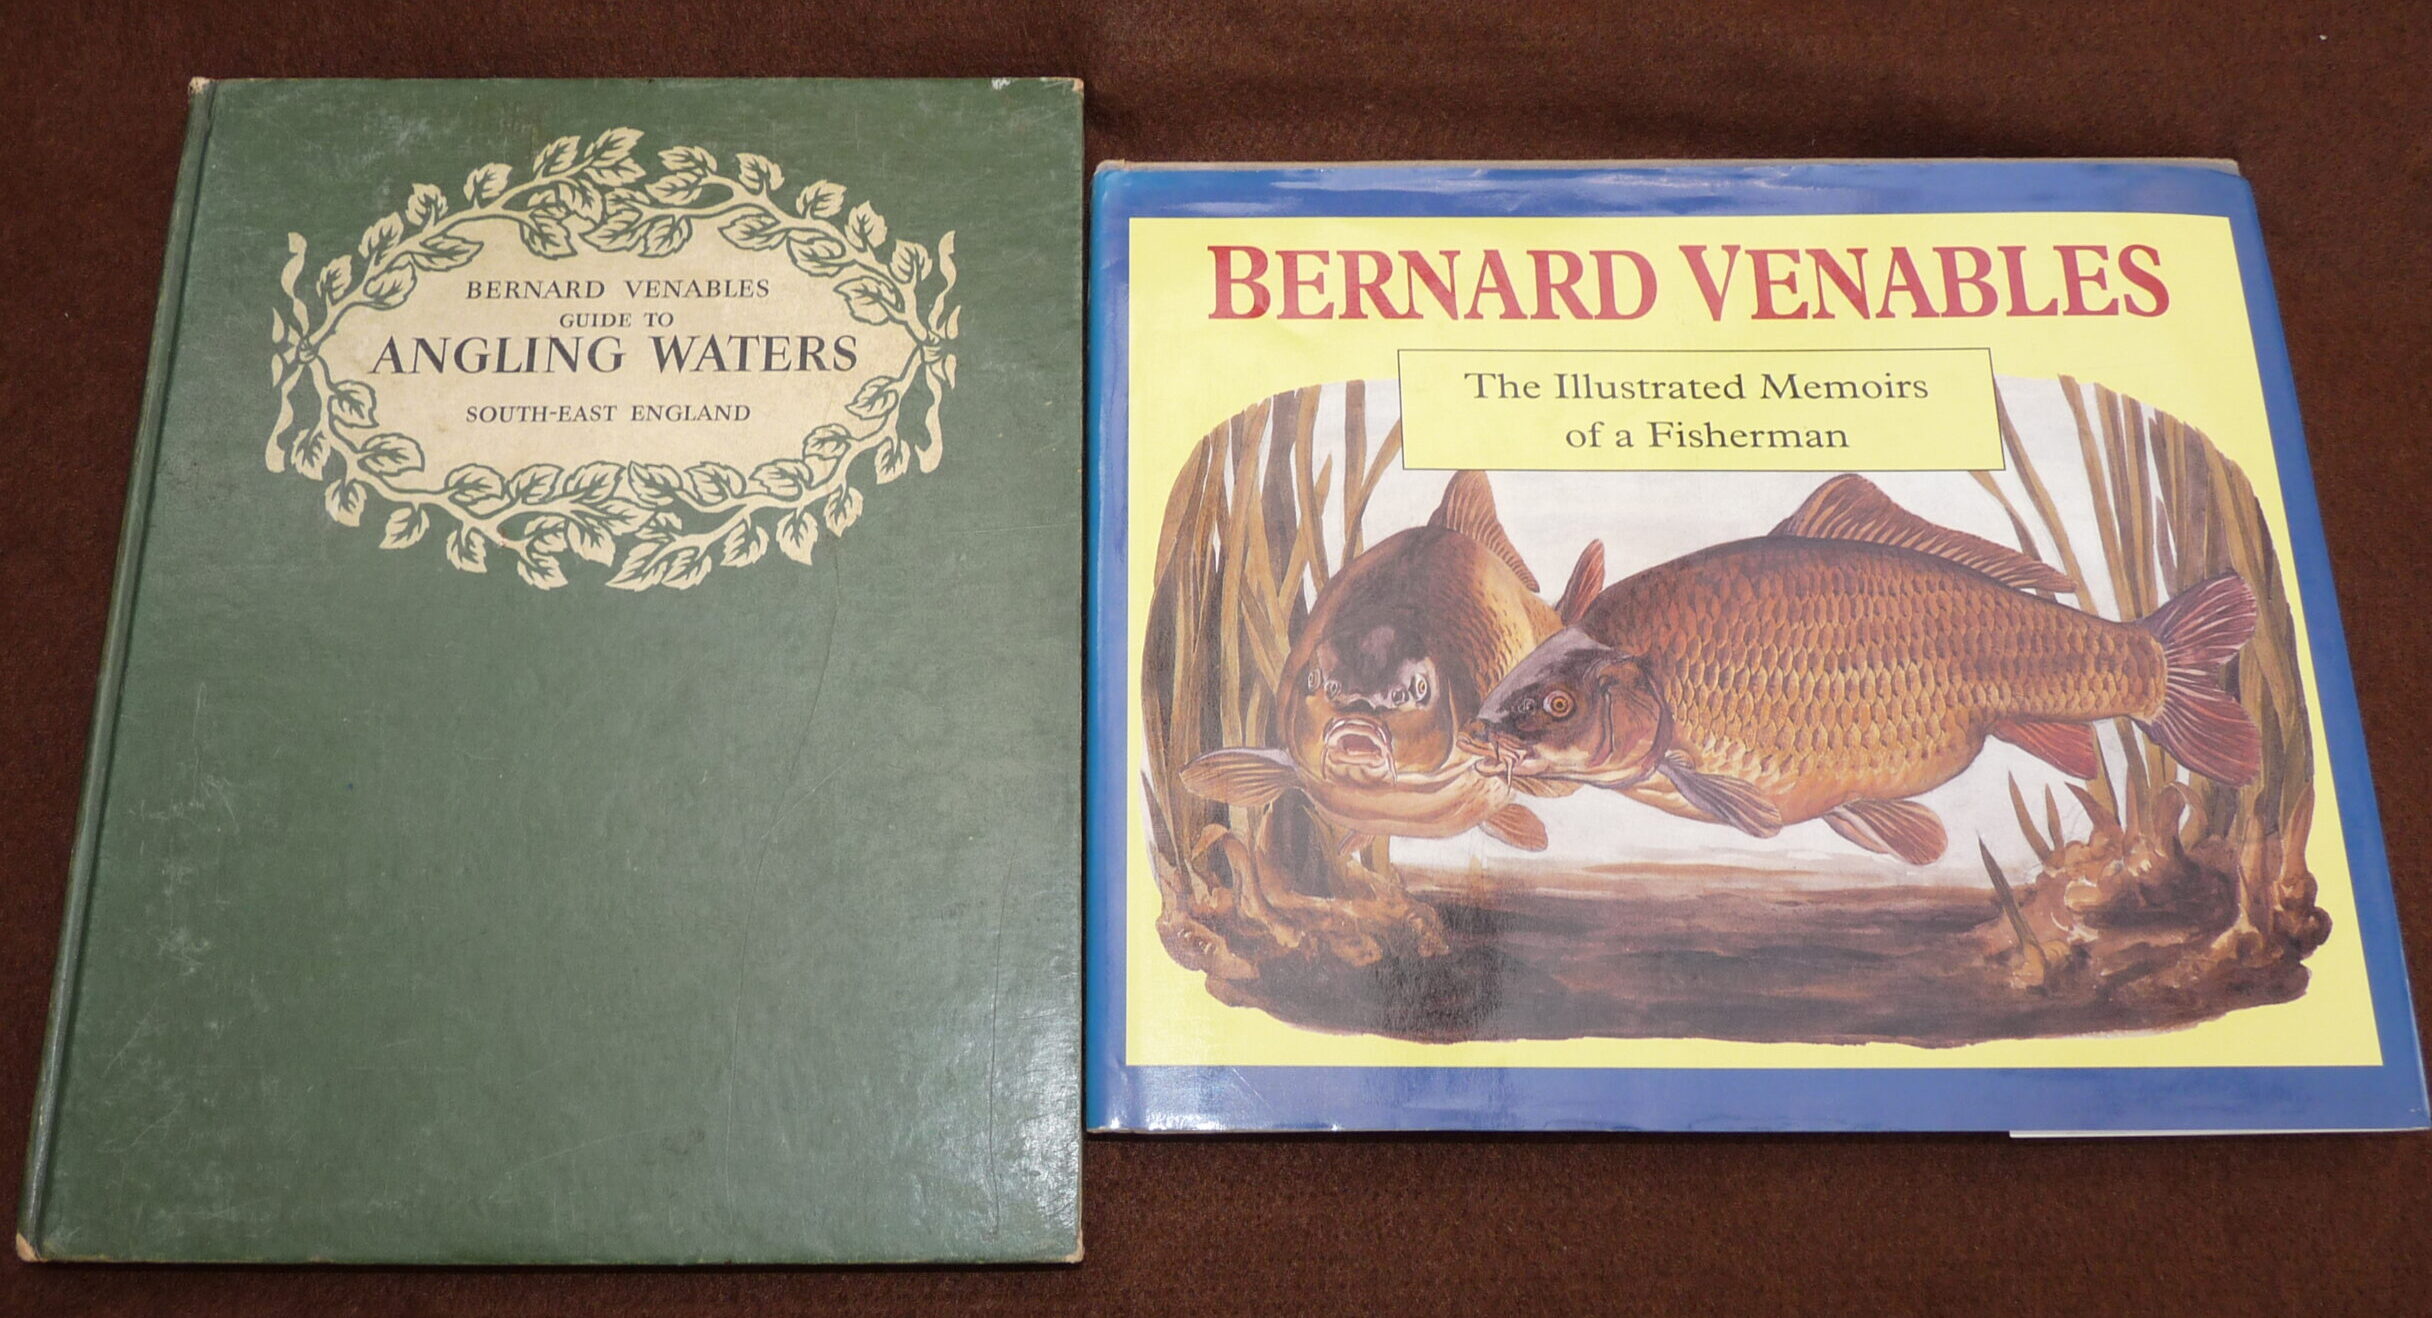 BERNARD VENABLES
GUIDE TO
ANGLING WATERS
SOUTH-EAST ENGLAND
BERNARD VENABLES
The Illustrated Memoirs
of a Fisherman